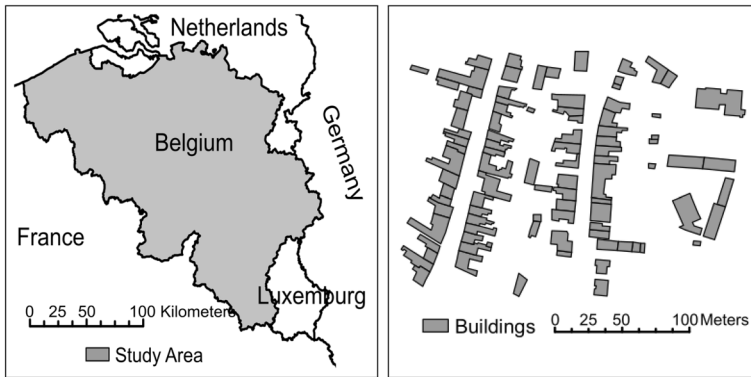 Netherlands
Belgium
Germany
France
Luxemburg
0 25 50 100 Kilometers
Study Area
Buildings
0 25 50 100 Meters